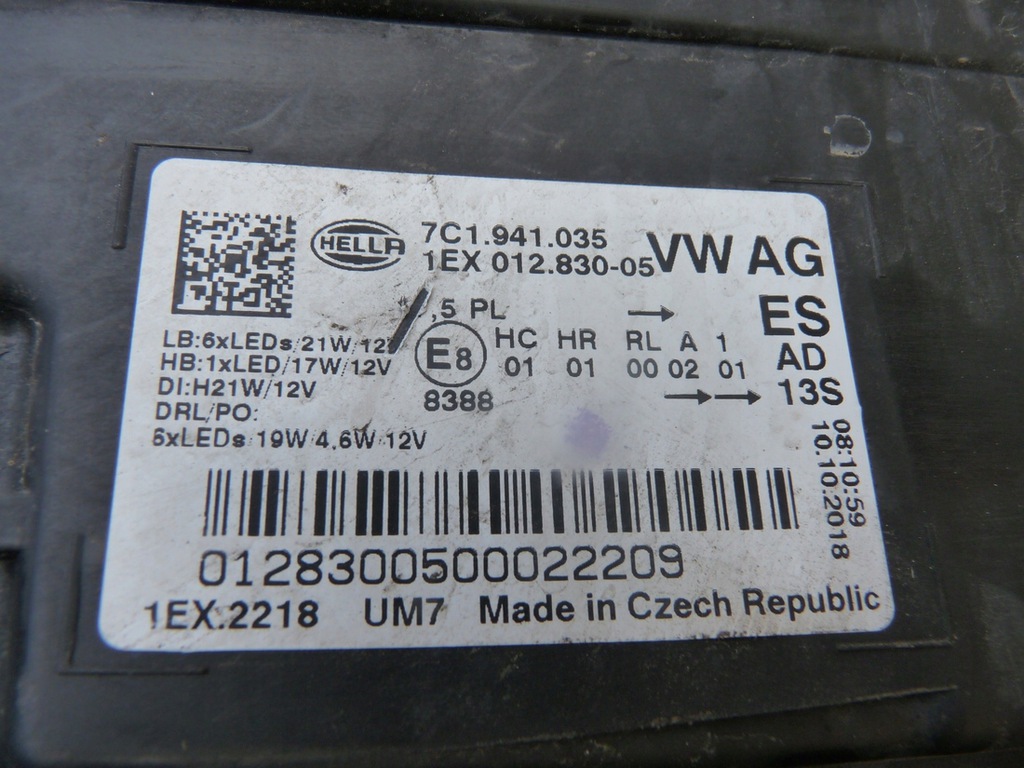 HELLA
7C1.941.035
1EX 012.830-05
VW AG
,5 PL →
ES
LB:6xLEDs/21W/12
HB:1xLED/17W/12V
DI:H21W/12V
DRL/PO:
6xLEDs/19W/4,6W/12V
E8
8388
HC HR RL A 1
01 01 00 02 01
→→
AD
13S
08:10:59
10.10.2018
0128300500022209
1EX.2218 UM7 Made in Czech Republic